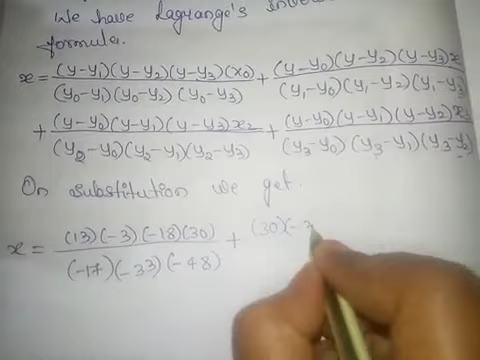 We have Lagrange's
formula.
x = (y-y₁)(y-y₂)(y-y₃)(x₀) / (y₀-y₁)(y₀-y₂)(y₀-y₃) + (y-y₀)(y-y₂)(y-y₃)x / (y₁-y₀)(y₁-y₂)(y₁-y₃
+ (y-y₀)(y-y₁)(y-y₃)x₂ / (y₂-y₀)(y₂-y₁)(y₂-y₃) + (y-y₀)(y-y₁)(y-y₂)x / (y₃-y₀)(y₃-y₁)(y₃-y₂
On substitution we get.
x = (13)(-3)(-18)(30) / (-17)(-33)(-48) + (30)(-3